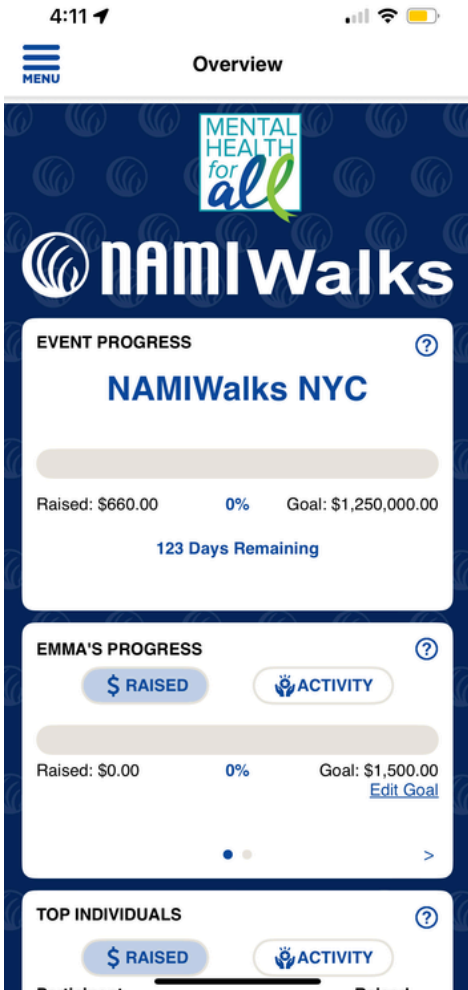 4:11
MENU
Overview
MENTAL
HEALTH
for
all
NAMIWalks
EVENT PROGRESS
?
NAMIWalks NYC
Raised: $660.00 0% Goal: $1,250,000.00
123 Days Remaining
EMMA'S PROGRESS
?
$ RAISED ACTIVITY
Raised: $0.00 0% Goal: $1,500.00
Edit Goal
>
TOP INDIVIDUALS
?
$ RAISED ACTIVITY